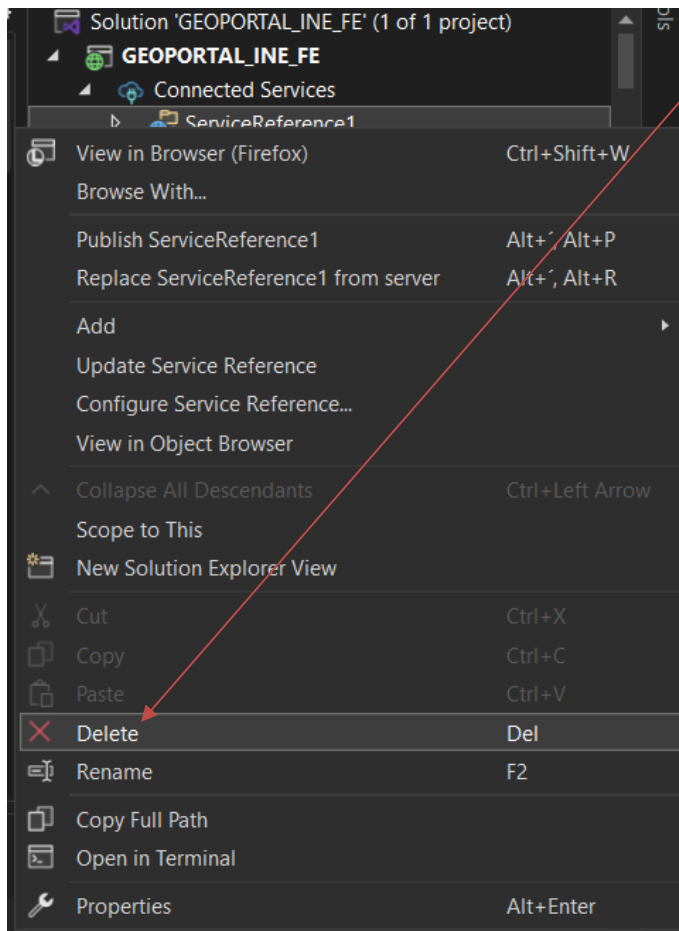 Solution 'GEOPORTAL_INE_FE' (1 of 1 project)
GEOPORTAL_INE_FE
Connected Services
ServiceReference1
View in Browser (Firefox) Ctrl+Shift+W
Browse With...
Publish ServiceReference1 Alt+´, Alt+P
Replace ServiceReference1 from server Alt+´, Alt+R
Add
Update Service Reference
Configure Service Reference...
View in Object Browser
Collapse All Descendants Ctrl+Left Arrow
Scope to This
New Solution Explorer View
Cut Ctrl+X
Copy Ctrl+C
Paste Ctrl+V
Delete Del
Rename F2
Copy Full Path
Open in Terminal
Properties Alt+Enter